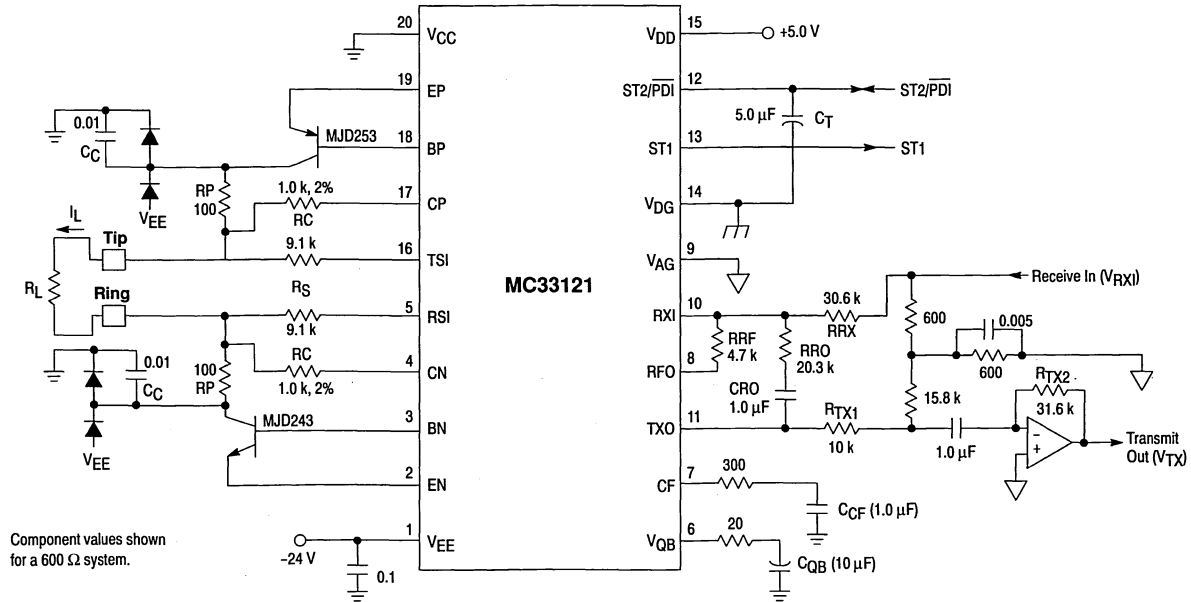 20
VCC
15
VDD
+5.0 V
19
EP
12
ST2/PDI
ST2/PDI
0.01
CC
MJD253
18
BP
5.0 µF
CT
13
ST1
ST1
VEE
RP
100
1.0 k, 2%
RC
17
CP
14
VDG
IL
Tip
9.1 k
16
TSI
9
VAG
RL
MC33121
Ring
RS
9.1 k
5
RSI
10
RXI
30.6 k
RRX
Receive In (VRXI)
600
0.005
600
0.01
CC
100
RP
RC
1.0 k, 2%
4
CN
8
RFO
RRF
4.7 k
RRO
20.3 k
CRO
1.0 µF
15.8 k
RTX2
31.6 k
VEE
MJD243
3
BN
11
TXO
RTX1
10 k
1.0 µF
−
+
Transmit
Out (VTX)
2
EN
7
CF
300
CCF (1.0 µF)
Component values shown
for a 600 Ω system.
−24 V
0.1
1
VEE
6
VQB
20
CQB (10 µF)